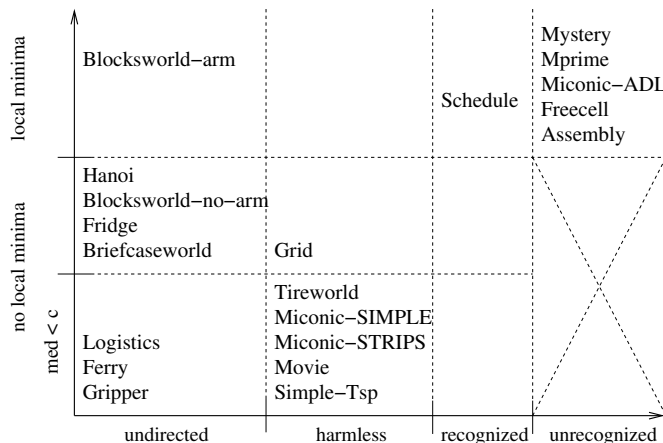 local minima
Blocksworld−arm
Schedule
Mystery
Mprime
Miconic−ADL
Freecell
Assembly
no local minima
Hanoi
Blocksworld−no−arm
Fridge
Briefcaseworld
Grid
med < c
Logistics
Ferry
Gripper
Tireworld
Miconic−SIMPLE
Miconic−STRIPS
Movie
Simple−Tsp
undirected
harmless
recognized
unrecognized